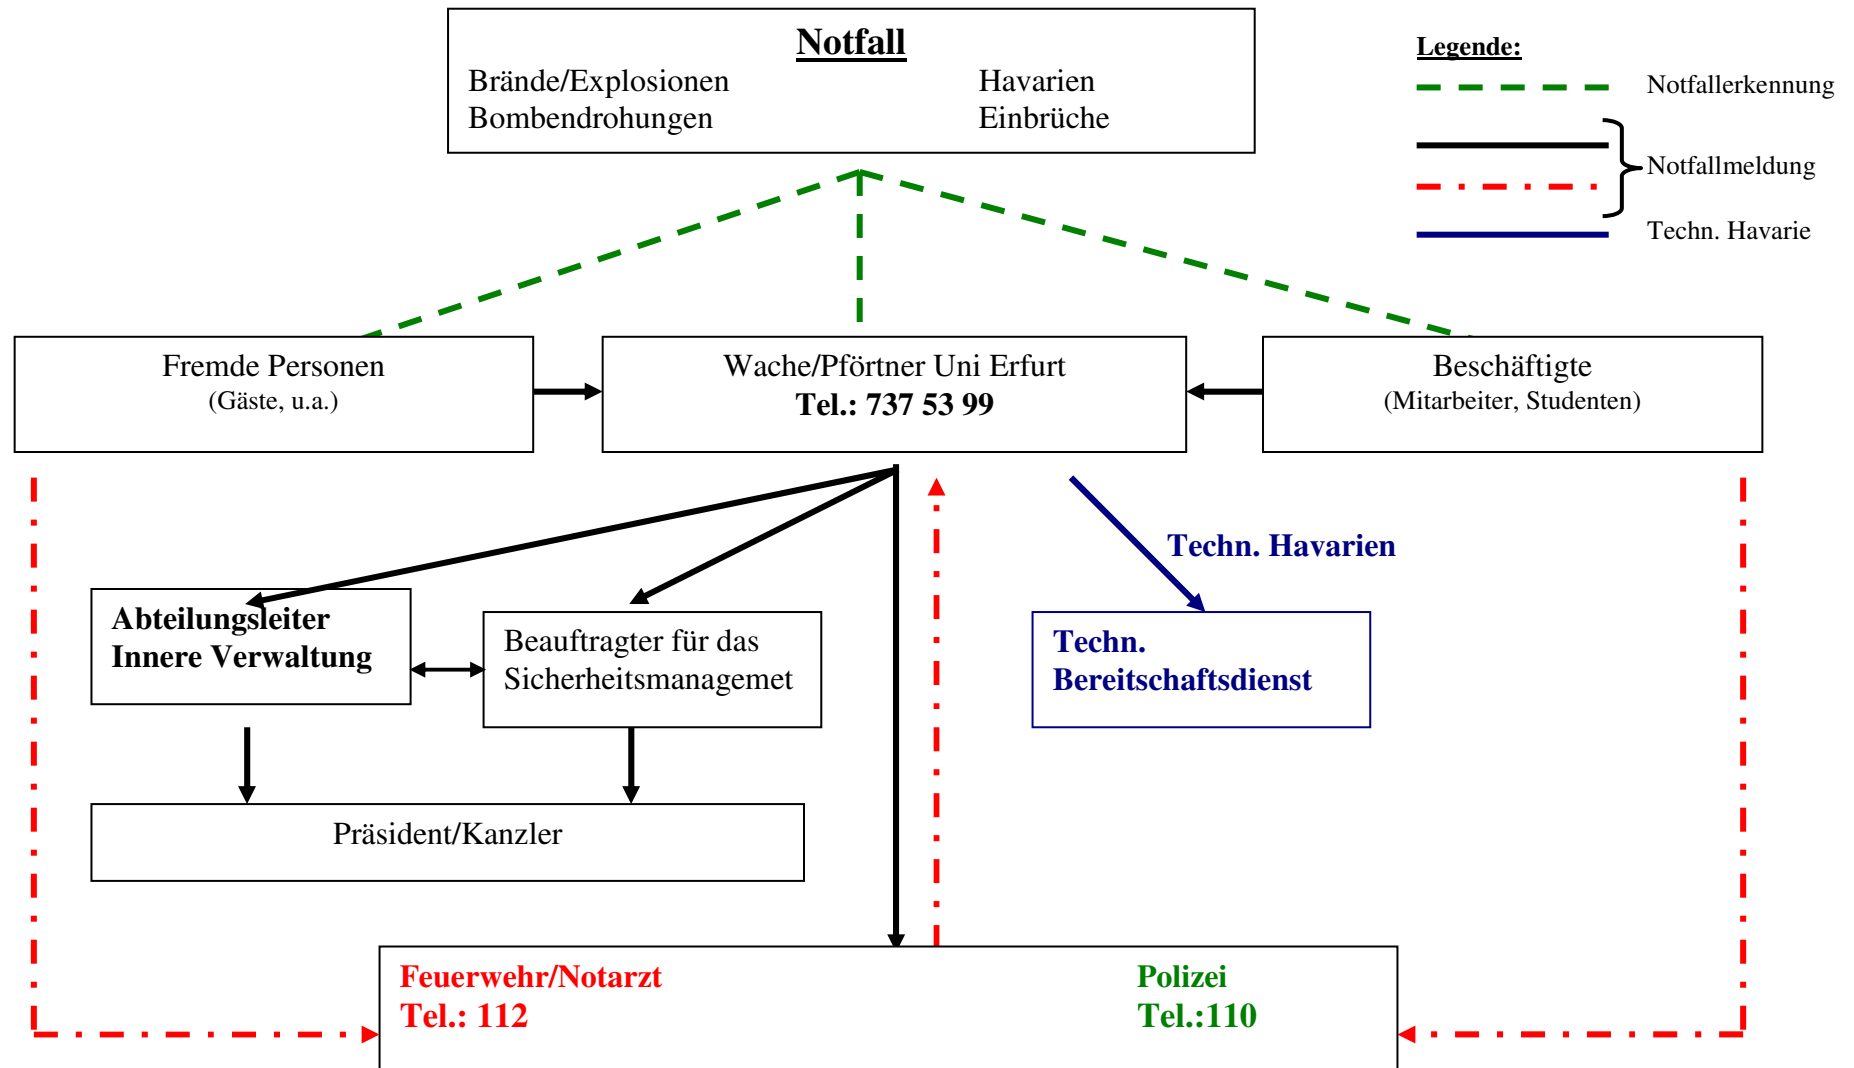 Notfall
Brände/Explosionen Havarien
Bombendrohungen Einbrüche
Legende:
Notfallerkennung
Notfallmeldung
Techn. Havarie
Fremde Personen
(Gäste, u.a.)
Wache/Pförtner Uni Erfurt
Tel.: 737 53 99
Beschäftigte
(Mitarbeiter, Studenten)
Techn. Havarien
Abteilungsleiter
Innere Verwaltung
Beauftragter für das
Sicherheitsmanagemet
Techn.
Bereitschaftsdienst
Präsident/Kanzler
Feuerwehr/Notarzt
Tel.: 112
Polizei
Tel.:110